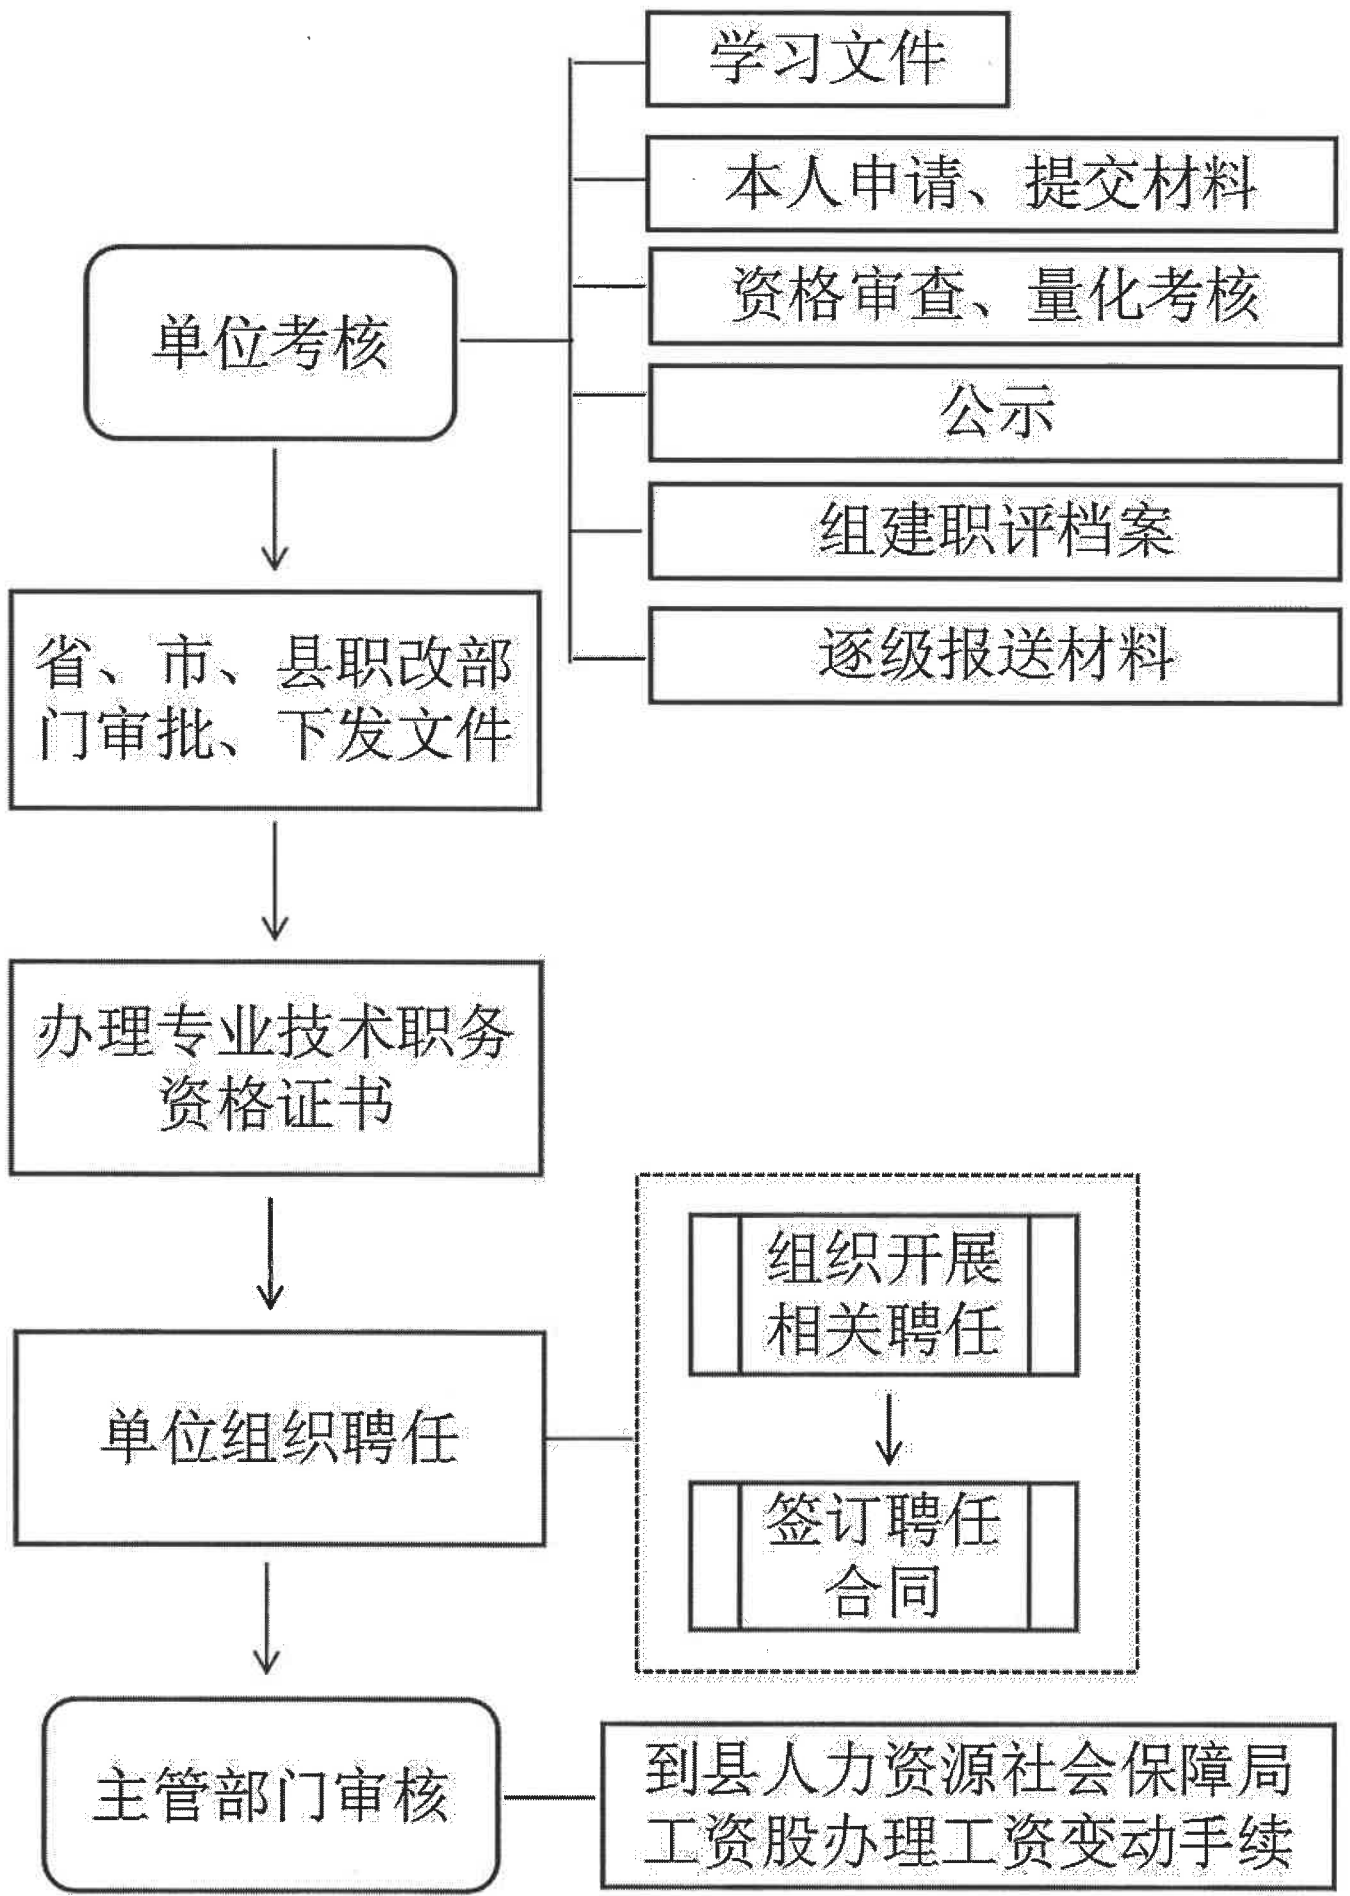 学习文件
本人申请、提交材料
资格审查、量化考核
单位考核
公示
组建职评档案
逐级报送材料
省、市、县职改部
门审批、下发文件
办理专业技术职务
资格证书
单位组织聘任
组织开展
相关聘任
签订聘任
合同
主管部门审核
到县人力资源社会保障局
工资股办理工资变动手续